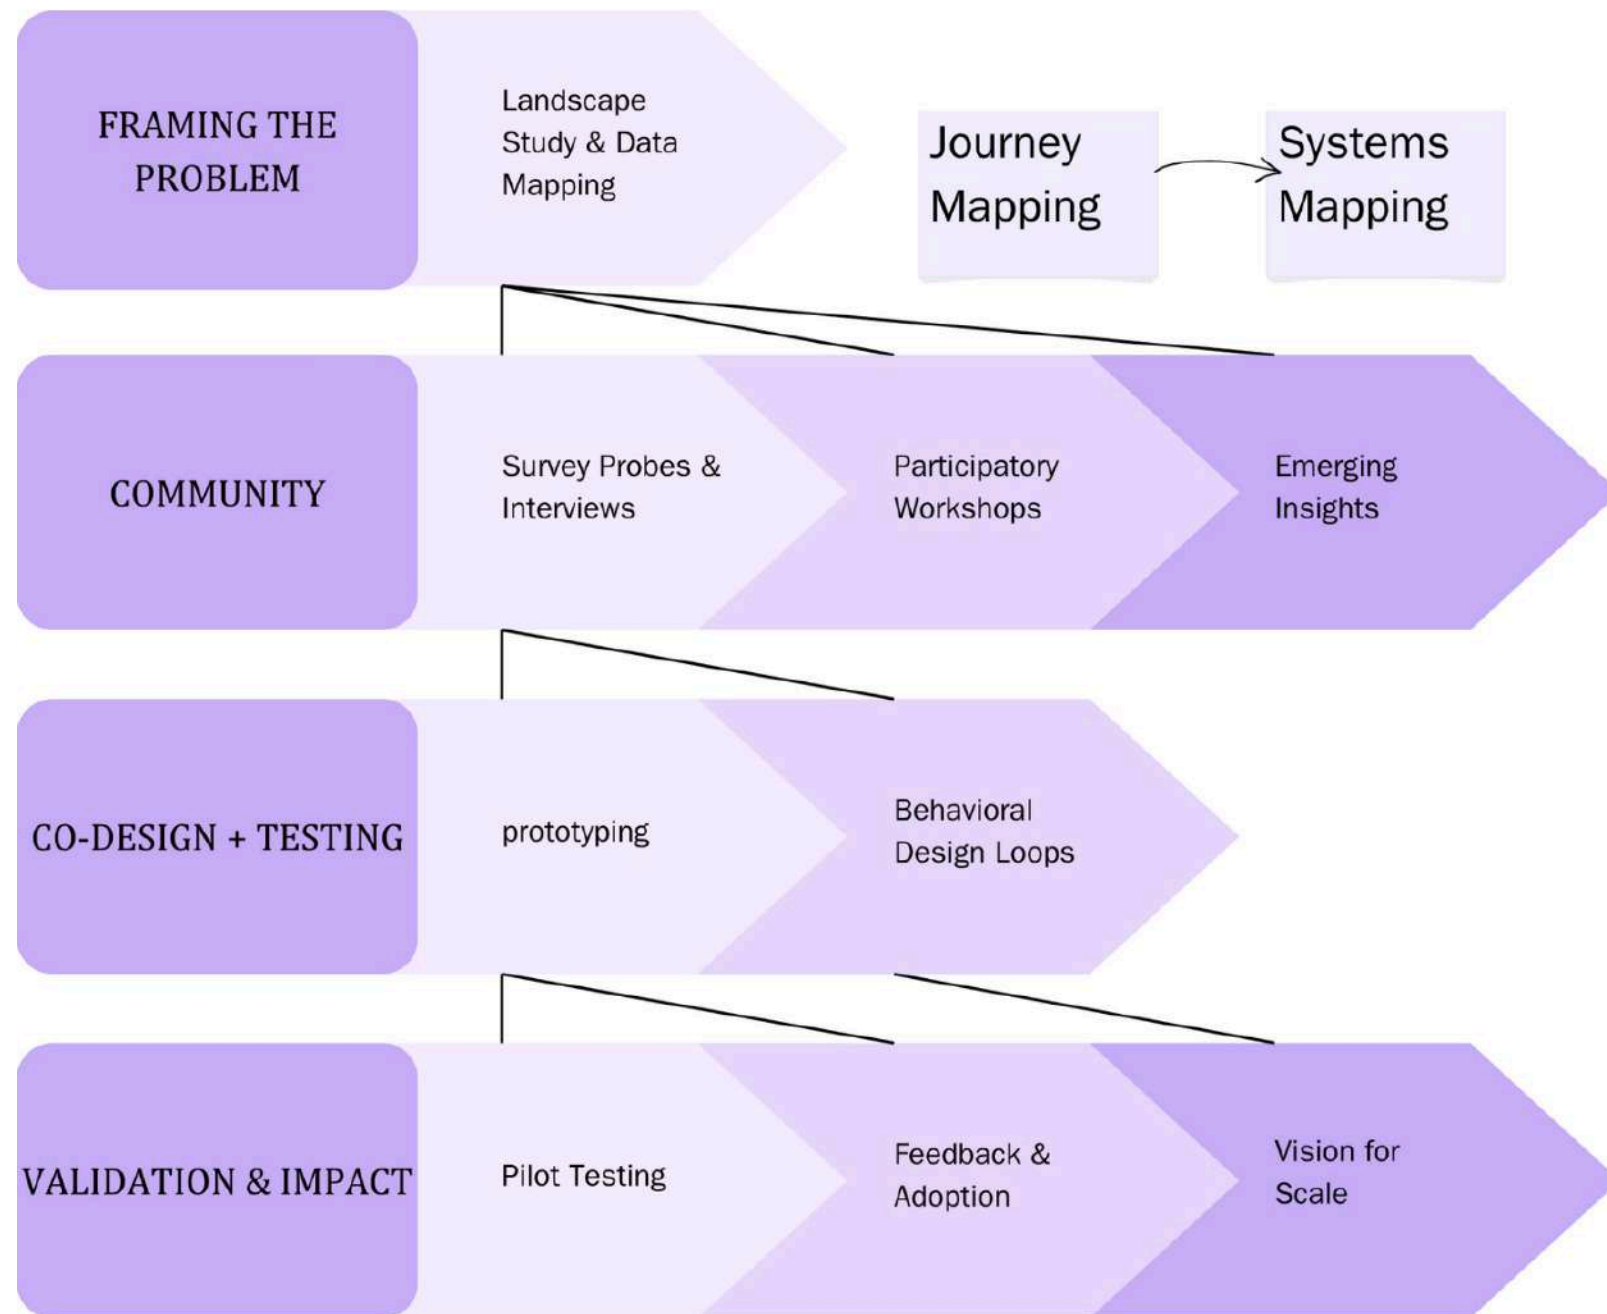 FRAMING THE
PROBLEM
Landscape
Study & Data
Mapping
Journey
Mapping
Systems
Mapping
COMMUNITY
Survey Probes &
Interviews
Participatory
Workshops
Emerging
Insights
CO-DESIGN + TESTING
prototyping
Behavioral
Design Loops
VALIDATION & IMPACT
Pilot Testing
Feedback &
Adoption
Vision for
Scale